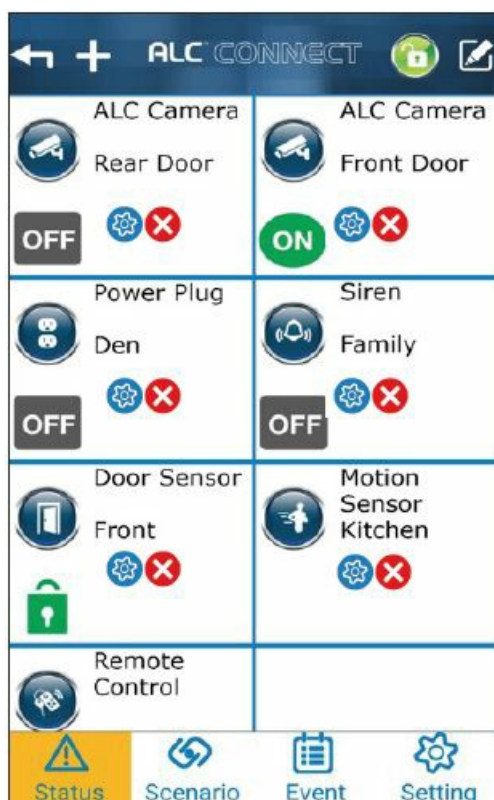 ALC CONNECT
ALC Camera
Rear Door
OFF
ALC Camera
Front Door
ON
Power Plug
Den
OFF
Siren
Family
OFF
Door Sensor
Front
Motion
Sensor
Kitchen
Remote
Control
Status
Scenario
Event
Setting